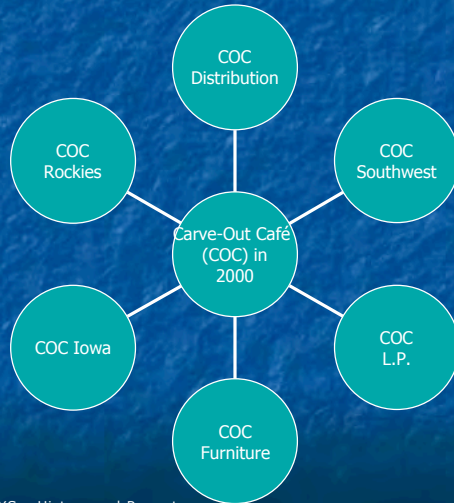 COC
Distribution
COC
Rockies
COC
Southwest
Carve-Out Café
(COC) in
2000
COC Iowa
COC
L.P.
COC
Furniture